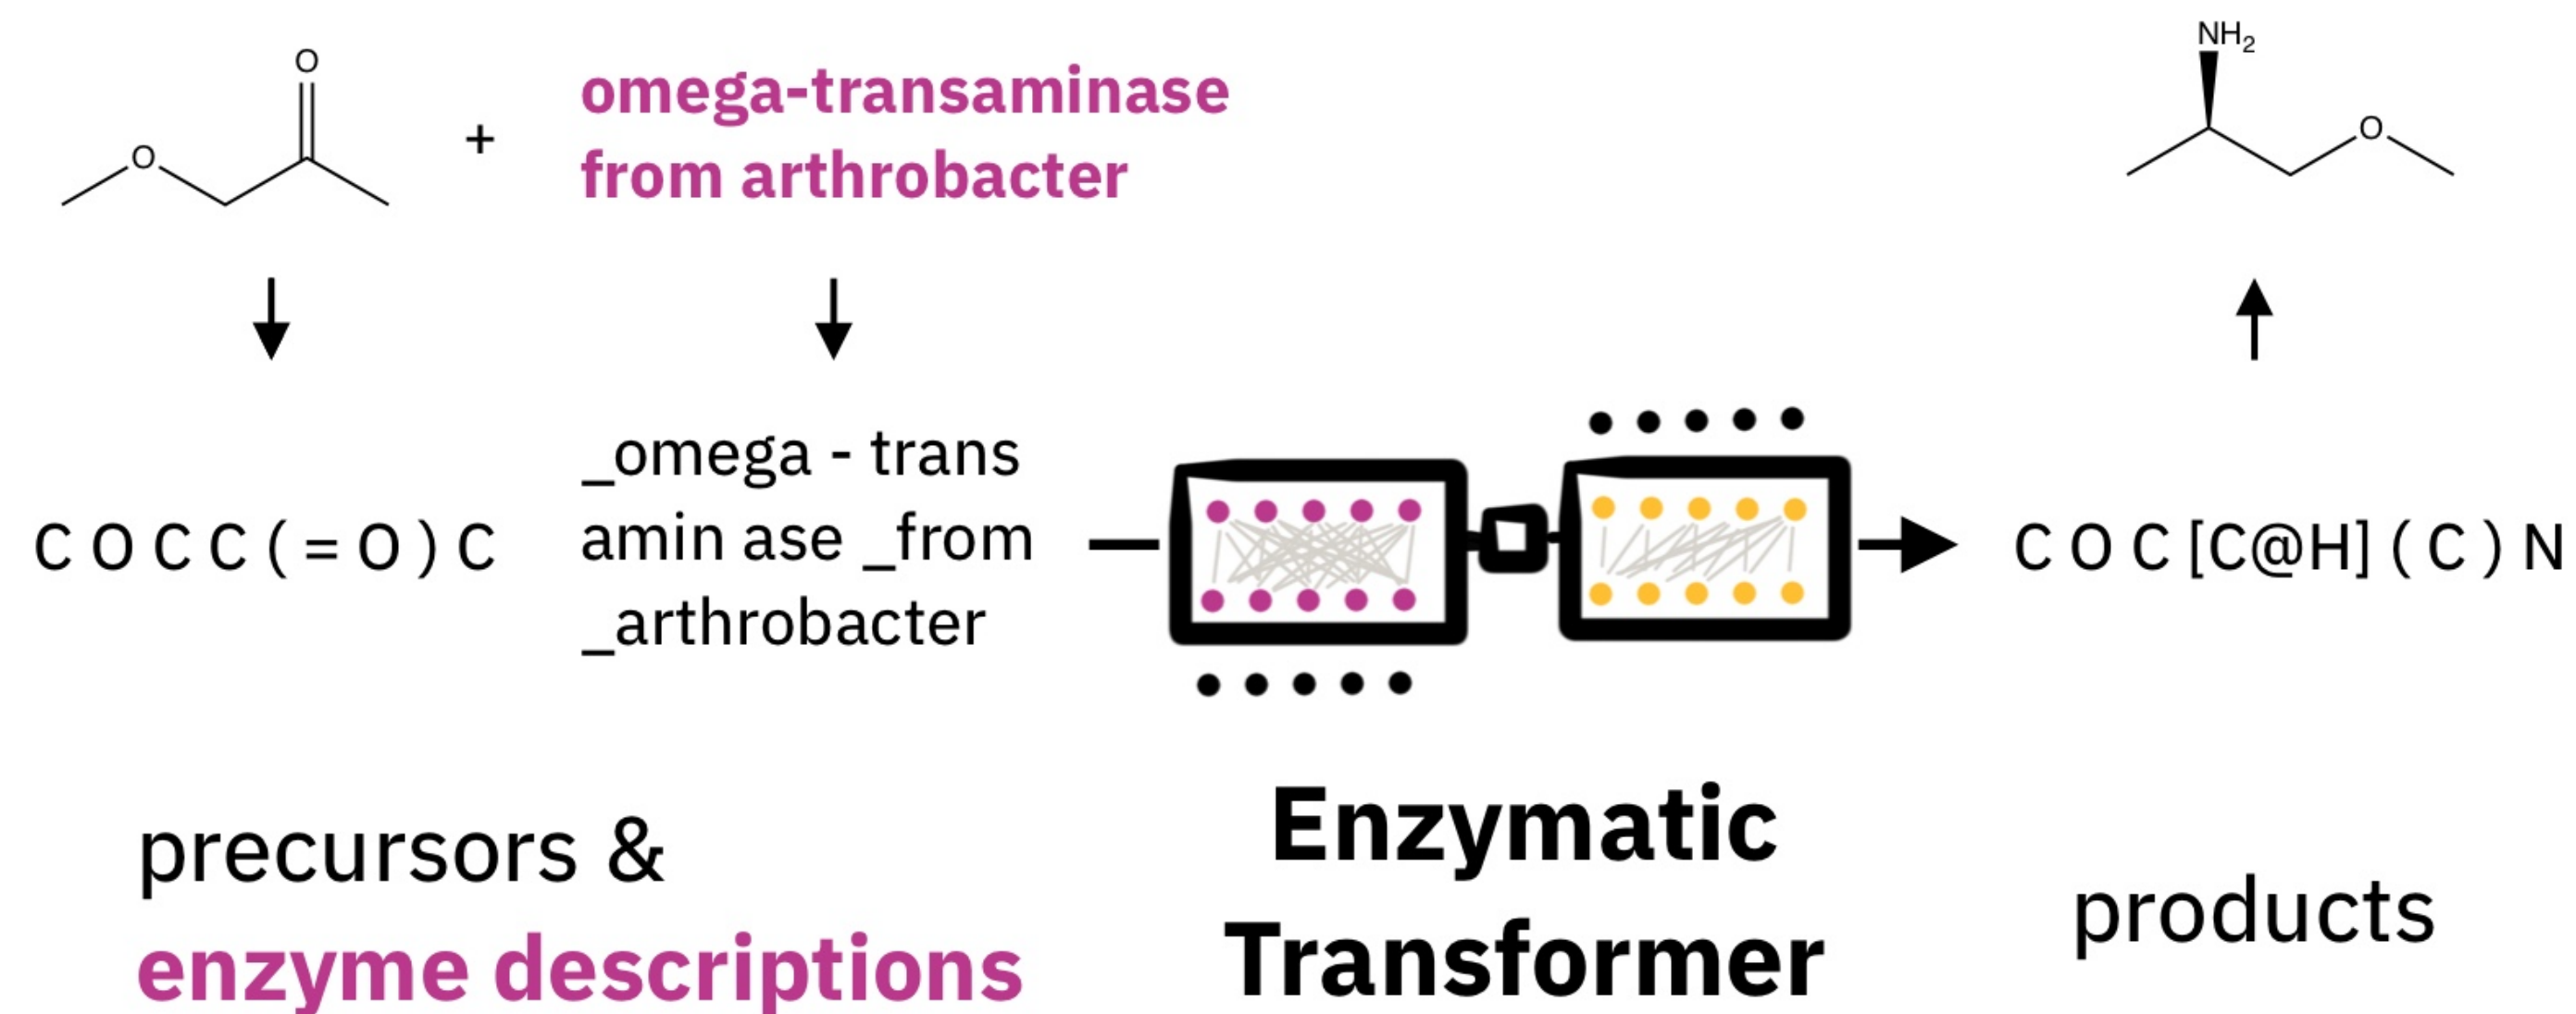 O
O
+
omega-transaminase
from arthrobacter
NH2
O
C O C C ( = O ) C
_omega - trans
amin ase _from
_arthrobacter
C O C [C@H] ( C ) N
precursors &
enzyme descriptions
Enzymatic
Transformer
products